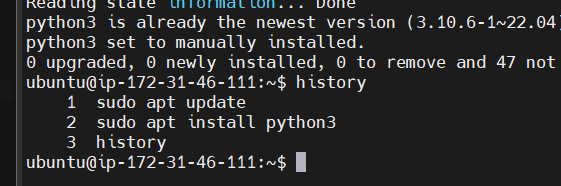 Reading state information... Done
python3 is already the newest version (3.10.6-1~22.04)
python3 set to manually installed.
0 upgraded, 0 newly installed, 0 to remove and 47 not
ubuntu@ip-172-31-46-111:~$ history
    1  sudo apt update
    2  sudo apt install python3
    3  history
ubuntu@ip-172-31-46-111:~$